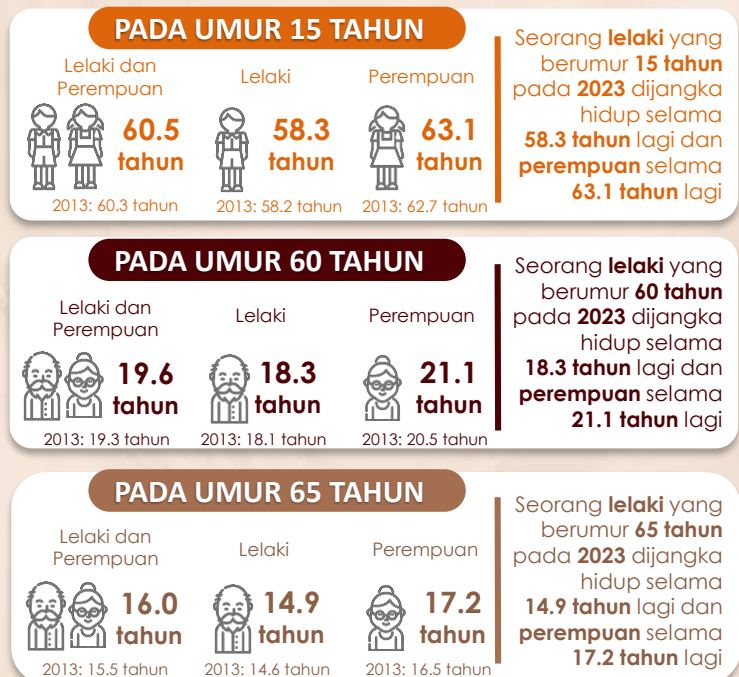 PADA UMUR 15 TAHUN
Lelaki dan
Perempuan
60.5
tahun
2013: 60.3 tahun
Lelaki
58.3
tahun
2013: 58.2 tahun
Perempuan
63.1
tahun
2013: 62.7 tahun
Seorang lelaki yang
berumur 15 tahun
pada 2023 dijangka
hidup selama
58.3 tahun lagi dan
perempuan selama
63.1 tahun lagi
PADA UMUR 60 TAHUN
Lelaki dan
Perempuan
19.6
tahun
2013: 19.3 tahun
Lelaki
18.3
tahun
2013: 18.1 tahun
Perempuan
21.1
tahun
2013: 20.5 tahun
Seorang lelaki yang
berumur 60 tahun
pada 2023 dijangka
hidup selama
18.3 tahun lagi dan
perempuan selama
21.1 tahun lagi
PADA UMUR 65 TAHUN
Lelaki dan
Perempuan
16.0
tahun
2013: 15.5 tahun
Lelaki
14.9
tahun
2013: 14.6 tahun
Perempuan
17.2
tahun
2013: 16.5 tahun
Seorang lelaki yang
berumur 65 tahun
pada 2023 dijangka
hidup selama
14.9 tahun lagi dan
perempuan selama
17.2 tahun lagi